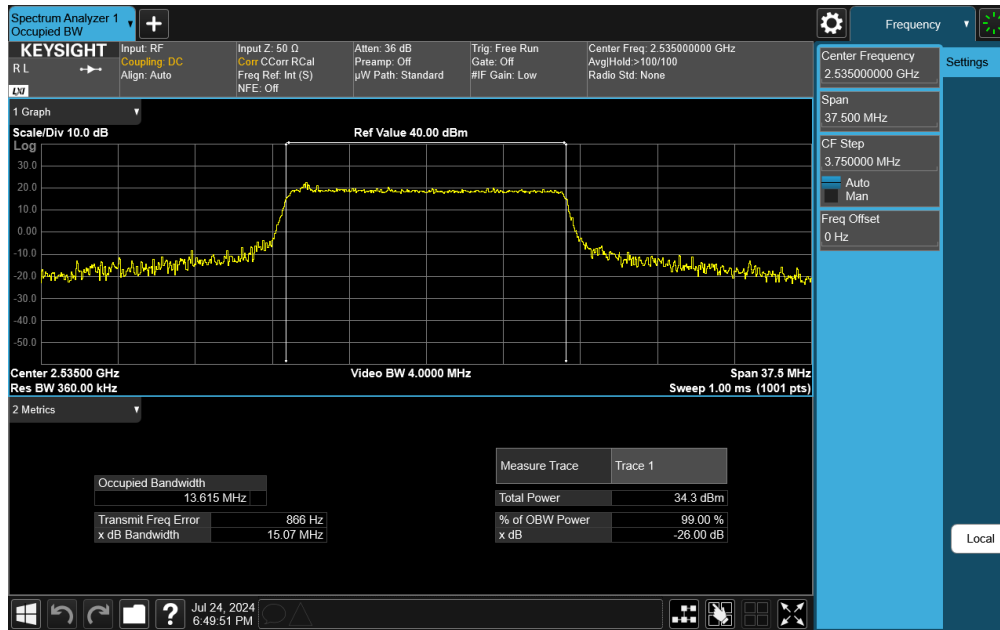 Spectrum Analyzer 1
Occupied BW
Frequency
KEYSIGHT
R L
LXI
Input: RF
Coupling: DC
Align: Auto
Input Z: 50 Ω
Corr CCorr RCal
Freq Ref: Int (S)
NFE: Off
Atten: 36 dB
Preamp: Off
µW Path: Standard
Trig: Free Run
Gate: Off
#IF Gain: Low
Center Freq: 2.535000000 GHz
Avg|Hold:>100/100
Radio Std: None
Center Frequency
2.535000000 GHz
Settings
Span
37.500 MHz
CF Step
3.750000 MHz
Auto
Man
Freq Offset
0 Hz
Local
1 Graph
Scale/Div 10.0 dB
Ref Value 40.00 dBm
Log
30.0
20.0
10.0
0.00
-10.0
-20.0
-30.0
-40.0
-50.0
Center 2.53500 GHz
Video BW 4.0000 MHz
Span 37.5 MHz
Res BW 360.00 kHz
Sweep 1.00 ms (1001 pts)
2 Metrics
Occupied Bandwidth
13.615 MHz
Transmit Freq Error 866 Hz
x dB Bandwidth 15.07 MHz
Measure Trace Trace 1
Total Power 34.3 dBm
% of OBW Power 99.00 %
x dB -26.00 dB
?
Jul 24, 2024
6:49:51 PM